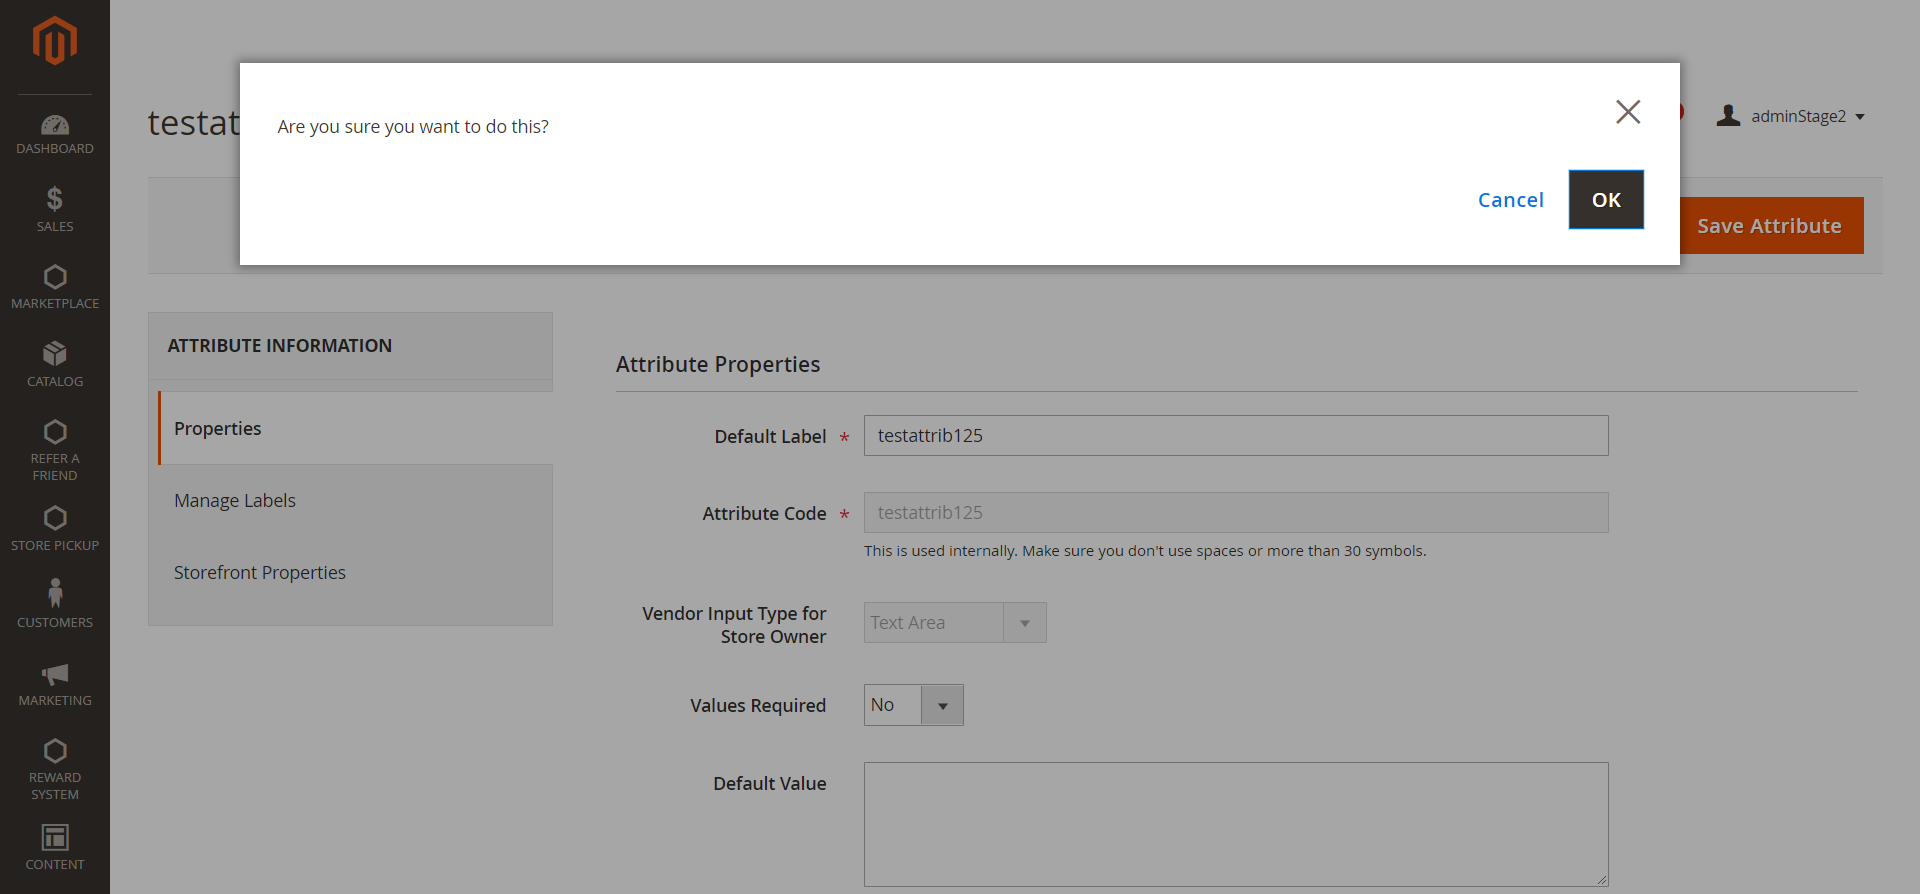 DASHBOARD
SALES
MARKETPLACE
CATALOG
REFER A
FRIEND
STORE PICKUP
CUSTOMERS
MARKETING
REWARD
SYSTEM
CONTENT
testat
adminStage2
Are you sure you want to do this?
Cancel
OK
Save Attribute
ATTRIBUTE INFORMATION
Properties
Manage Labels
Storefront Properties
Attribute Properties
Default Label *
testattrib125
Attribute Code *
testattrib125
This is used internally. Make sure you don't use spaces or more than 30 symbols.
Vendor Input Type for
Store Owner
Text Area
Values Required
No
Default Value